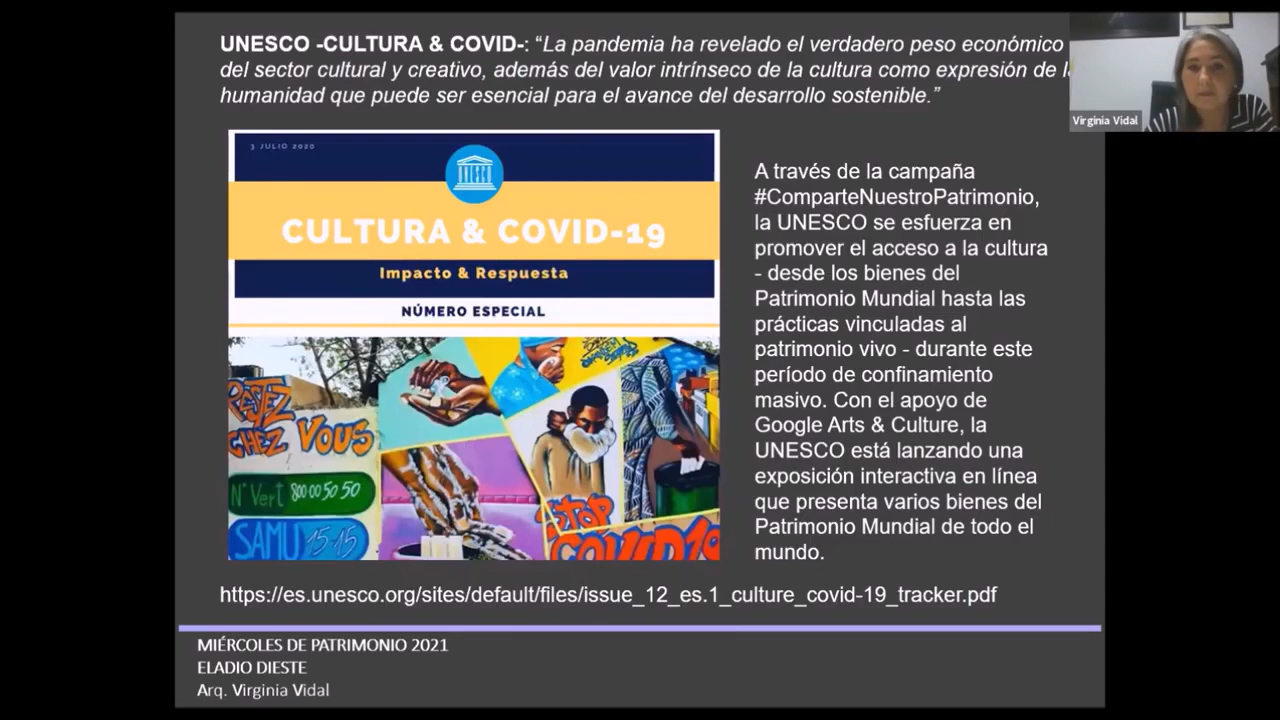 UNESCO -CULTURA & COVID-: “La pandemia ha revelado el verdadero peso económico
del sector cultural y creativo, además del valor intrínseco de la cultura como expresión de la
humanidad que puede ser esencial para el avance del desarrollo sostenible.”
Virginia Vidal
3 JULIO 2020
UNESCO
CULTURA & COVID-19
Impacto & Respuesta
NÚMERO ESPECIAL
RESTEZ
CHEZ VOUS
N° Vert 800 00 50 50
SAMU 15-15
STOP
COVID19
A través de la campaña
#ComparteNuestroPatrimonio,
la UNESCO se esfuerza en
promover el acceso a la cultura
- desde los bienes del
Patrimonio Mundial hasta las
prácticas vinculadas al
patrimonio vivo - durante este
período de confinamiento
masivo. Con el apoyo de
Google Arts & Culture, la
UNESCO está lanzando una
exposición interactiva en línea
que presenta varios bienes del
Patrimonio Mundial de todo el
mundo.
https://es.unesco.org/sites/default/files/issue_12_es.1_culture_covid-19_tracker.pdf
MIÉRCOLES DE PATRIMONIO 2021
ELADIO DIESTE
Arq. Virginia Vidal